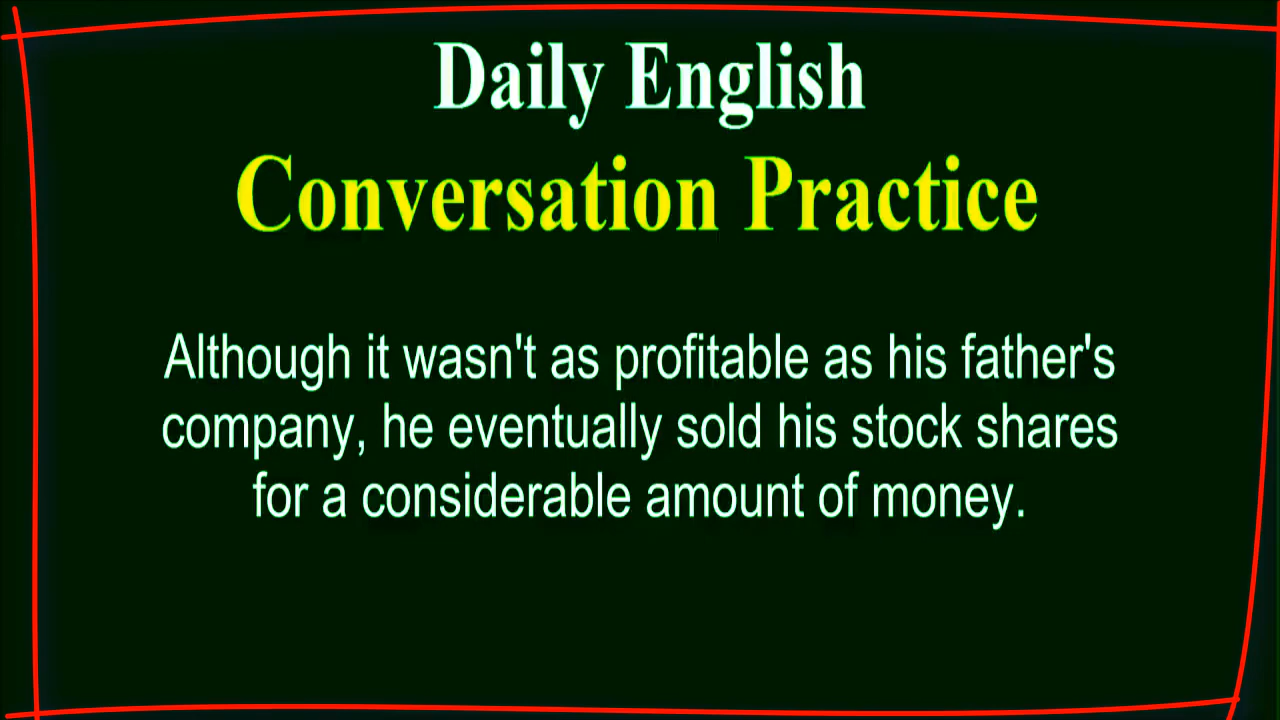 Daily English
Conversation Practice
Although it wasn't as profitable as his father's
company, he eventually sold his stock shares
for a considerable amount of money.